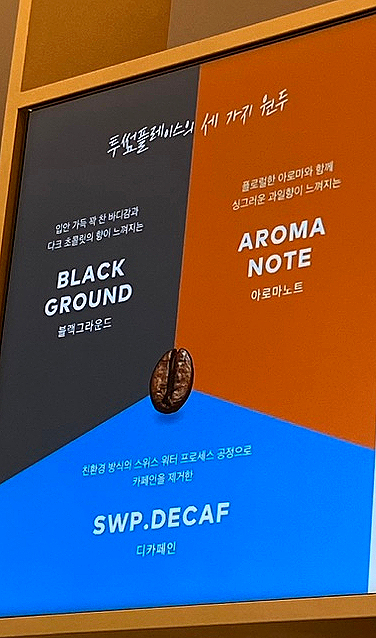 투썸플레이스의 세 가지 원두
입안 가득 꽉 찬 바디감과
다크 초콜릿의 향이 느껴지는
BLACK
GROUND
블랙그라운드
플로럴한 아로마와 함께
싱그러운 과일향이 느껴지는
AROMA
NOTE
아로마노트
친환경 방식의 스위스 워터 프로세스 공정으로
카페인을 제거한
SWP.DECAF
디카페인